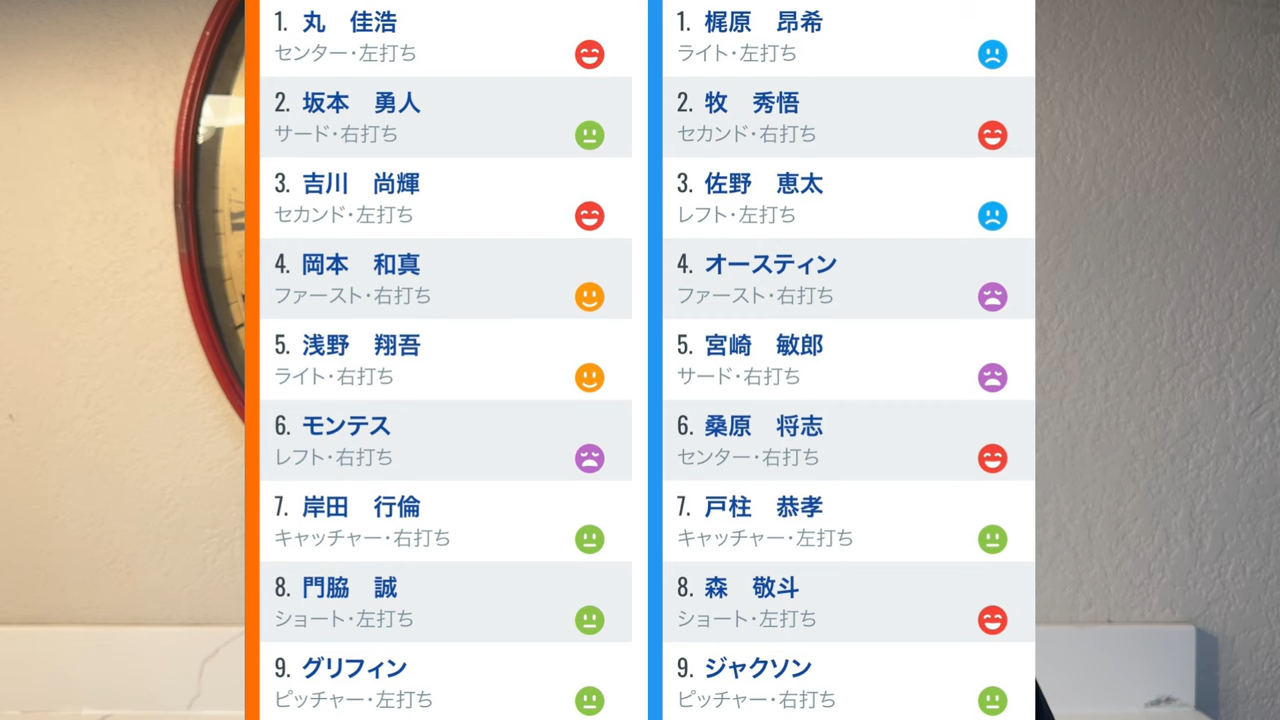 1. 丸 佳浩
センター・左打ち
2. 坂本 勇人
サード・右打ち
3. 吉川 尚輝
セカンド・左打ち
4. 岡本 和真
ファースト・右打ち
5. 浅野 翔吾
ライト・右打ち
6. モンテス
レフト・右打ち
7. 岸田 行倫
キャッチャー・右打ち
8. 門脇 誠
ショート・左打ち
9. グリフィン
ピッチャー・左打ち
1. 梶原 昂希
ライト・左打ち
2. 牧 秀悟
セカンド・右打ち
3. 佐野 恵太
レフト・左打ち
4. オースティン
ファースト・右打ち
5. 宮崎 敏郎
サード・右打ち
6. 桑原 将志
センター・右打ち
7. 戸柱 恭孝
キャッチャー・左打ち
8. 森 敬斗
ショート・左打ち
9. ジャクソン
ピッチャー・右打ち